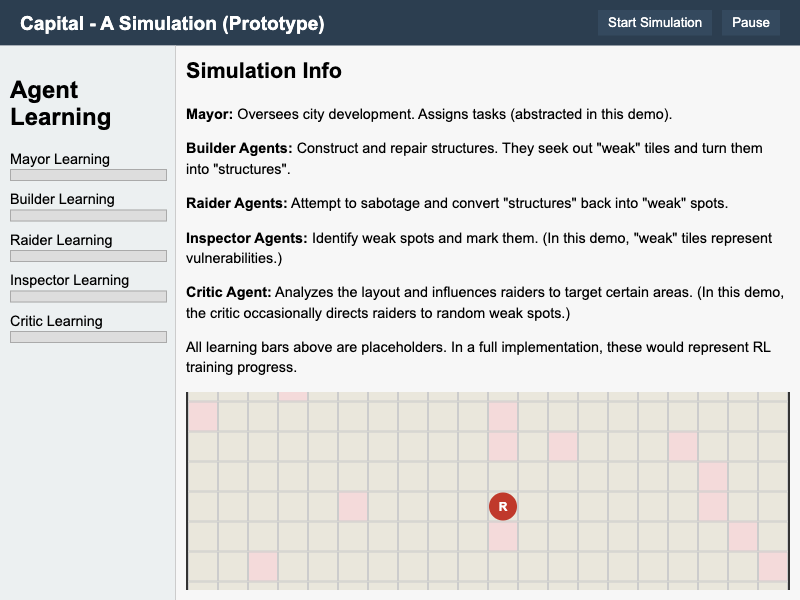 Capital - A Simulation (Prototype)
Start Simulation
Pause
Agent
Learning
Mayor Learning
Builder Learning
Raider Learning
Inspector Learning
Critic Learning
Simulation Info
Mayor: Oversees city development. Assigns tasks (abstracted in this demo).
Builder Agents: Construct and repair structures. They seek out "weak" tiles and turn them
into "structures".
Raider Agents: Attempt to sabotage and convert "structures" back into "weak" spots.
Inspector Agents: Identify weak spots and mark them. (In this demo, "weak" tiles represent
vulnerabilities.)
Critic Agent: Analyzes the layout and influences raiders to target certain areas. (In this demo,
the critic occasionally directs raiders to random weak spots.)
All learning bars above are placeholders. In a full implementation, these would represent RL
training progress.
R